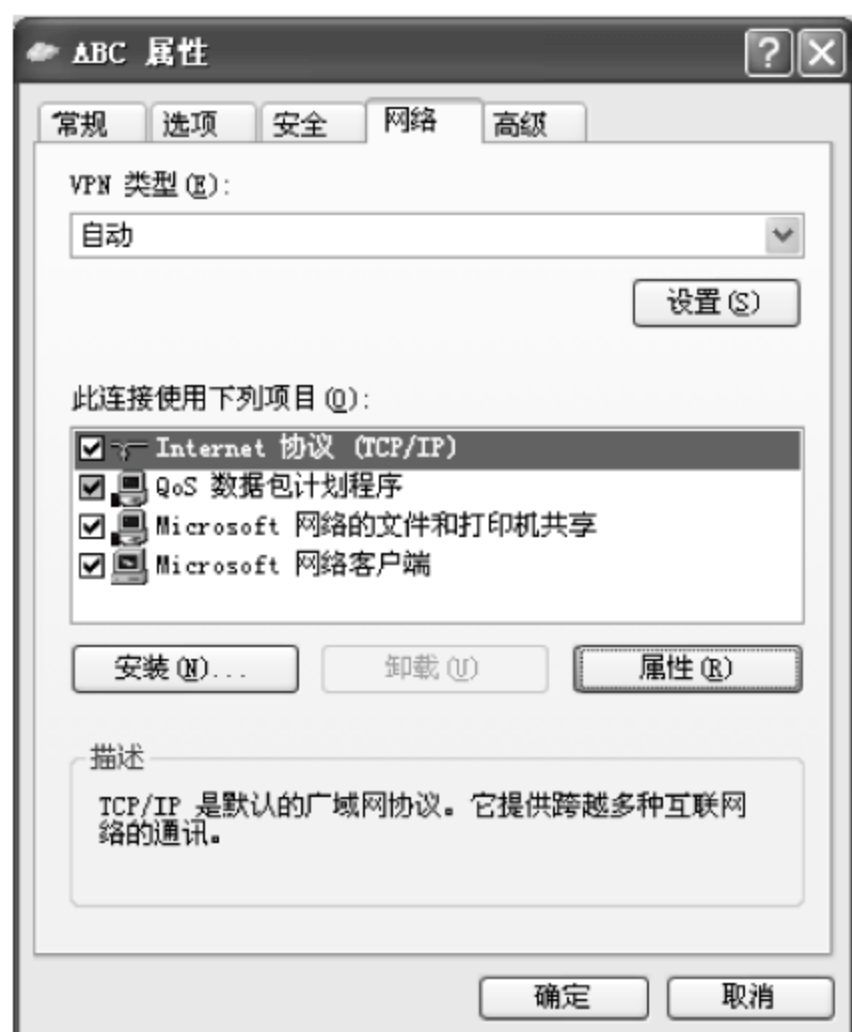 ABC 属性
常规 选项 安全 网络 高级
VPN 类型(E):
自动
设置(S)
此连接使用下列项目(O):
Internet 协议 (TCP/IP)
QoS 数据包计划程序
Microsoft 网络的文件和打印机共享
Microsoft 网络客户端
安装(N)... 卸载(U) 属性(R)
描述
TCP/IP 是默认的广域网协议。它提供跨越多种互联网
络的通讯。
确定 取消